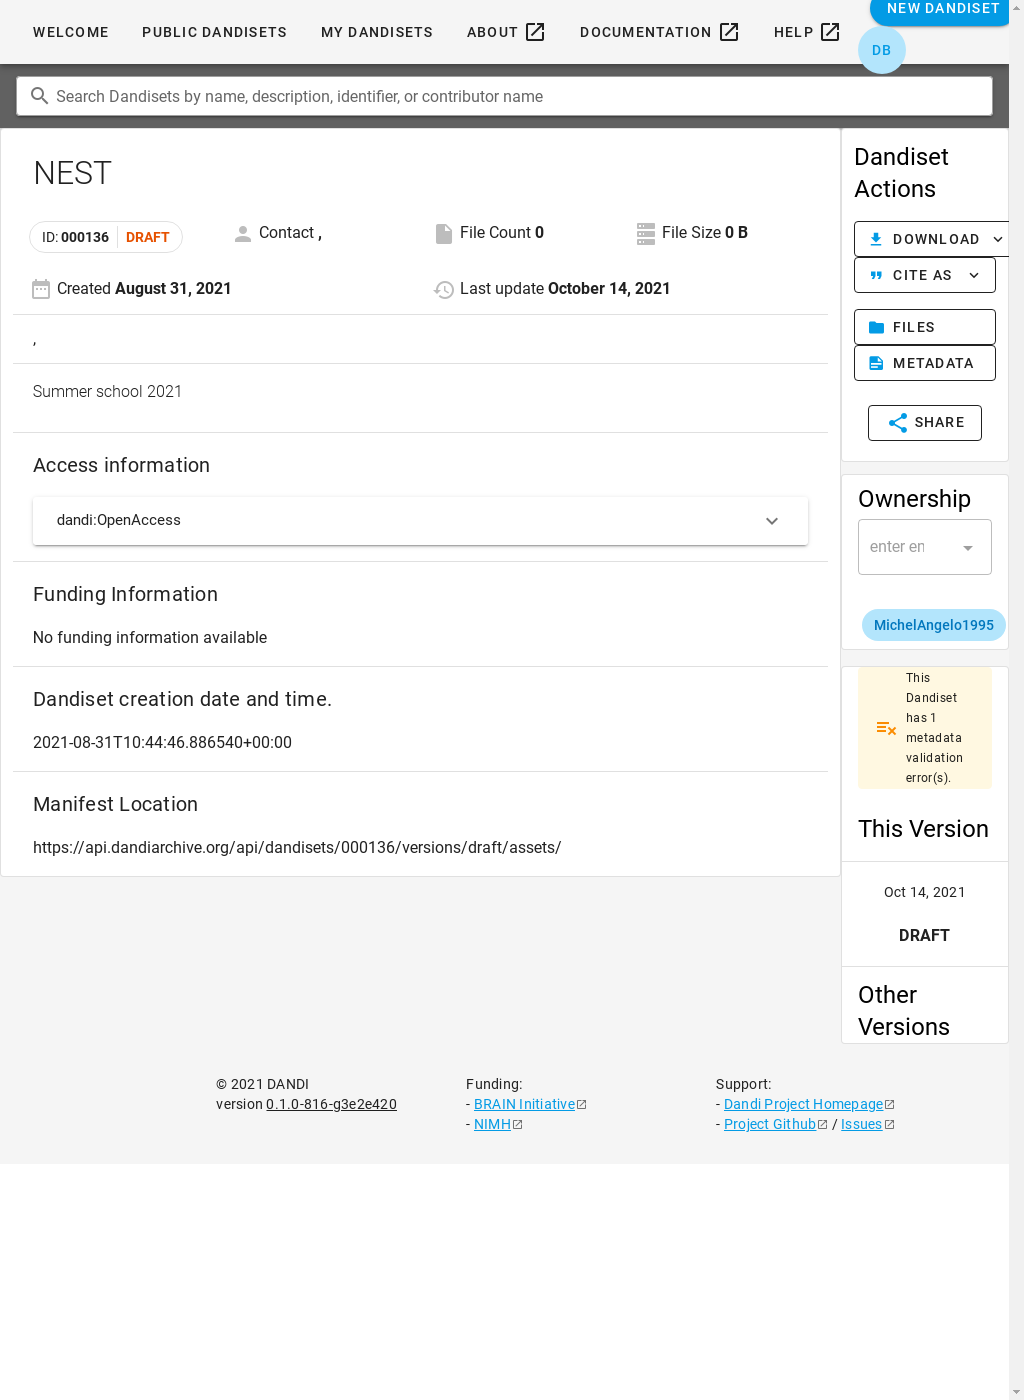 WELCOME PUBLIC DANDISETS MY DANDISETS ABOUT DOCUMENTATION HELP NEW DANDISET
DB
Search Dandisets by name, description, identifier, or contributor name
NEST
ID: 000136 DRAFT Contact , File Count 0 File Size 0 B
Created August 31, 2021 Last update October 14, 2021
,
Summer school 2021
Access information
dandi:OpenAccess
Funding Information
No funding information available
Dandiset creation date and time.
2021-08-31T10:44:46.886540+00:00
Manifest Location
https://api.dandiarchive.org/api/dandisets/000136/versions/draft/assets/
Dandiset
Actions
DOWNLOAD
CITE AS
FILES
METADATA
SHARE
Ownership
enter en
MichelAngelo1995
This
Dandiset
has 1
metadata
validation
error(s).
This Version
Oct 14, 2021
DRAFT
Other
Versions
© 2021 DANDI
version 0.1.0-816-g3e2e420
Funding:
- BRAIN Initiative
- NIMH
Support:
- Dandi Project Homepage
- Project Github / Issues